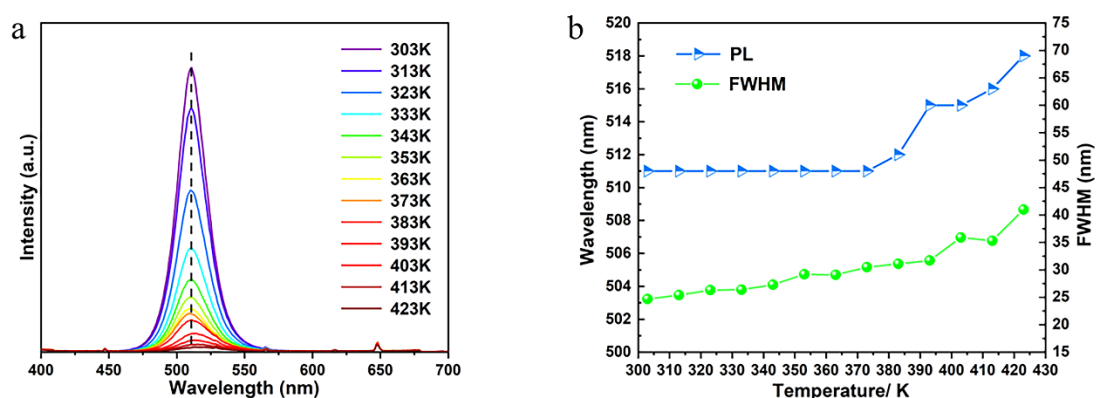 a
303K
313K
323K
333K
343K
353K
363K
373K
383K
393K
403K
413K
423K
Intensity (a.u.)
400 450 500 550 600 650 700
Wavelength (nm)
b
PL
FWHM
520
518
516
514
512
510
508
506
504
502
500
Wavelength (nm)
75
70
65
60
55
50
45
40
35
30
25
20
15
FWHM (nm)
300 310 320 330 340 350 360 370 380 390 400 410 420 430
Temperature/ K